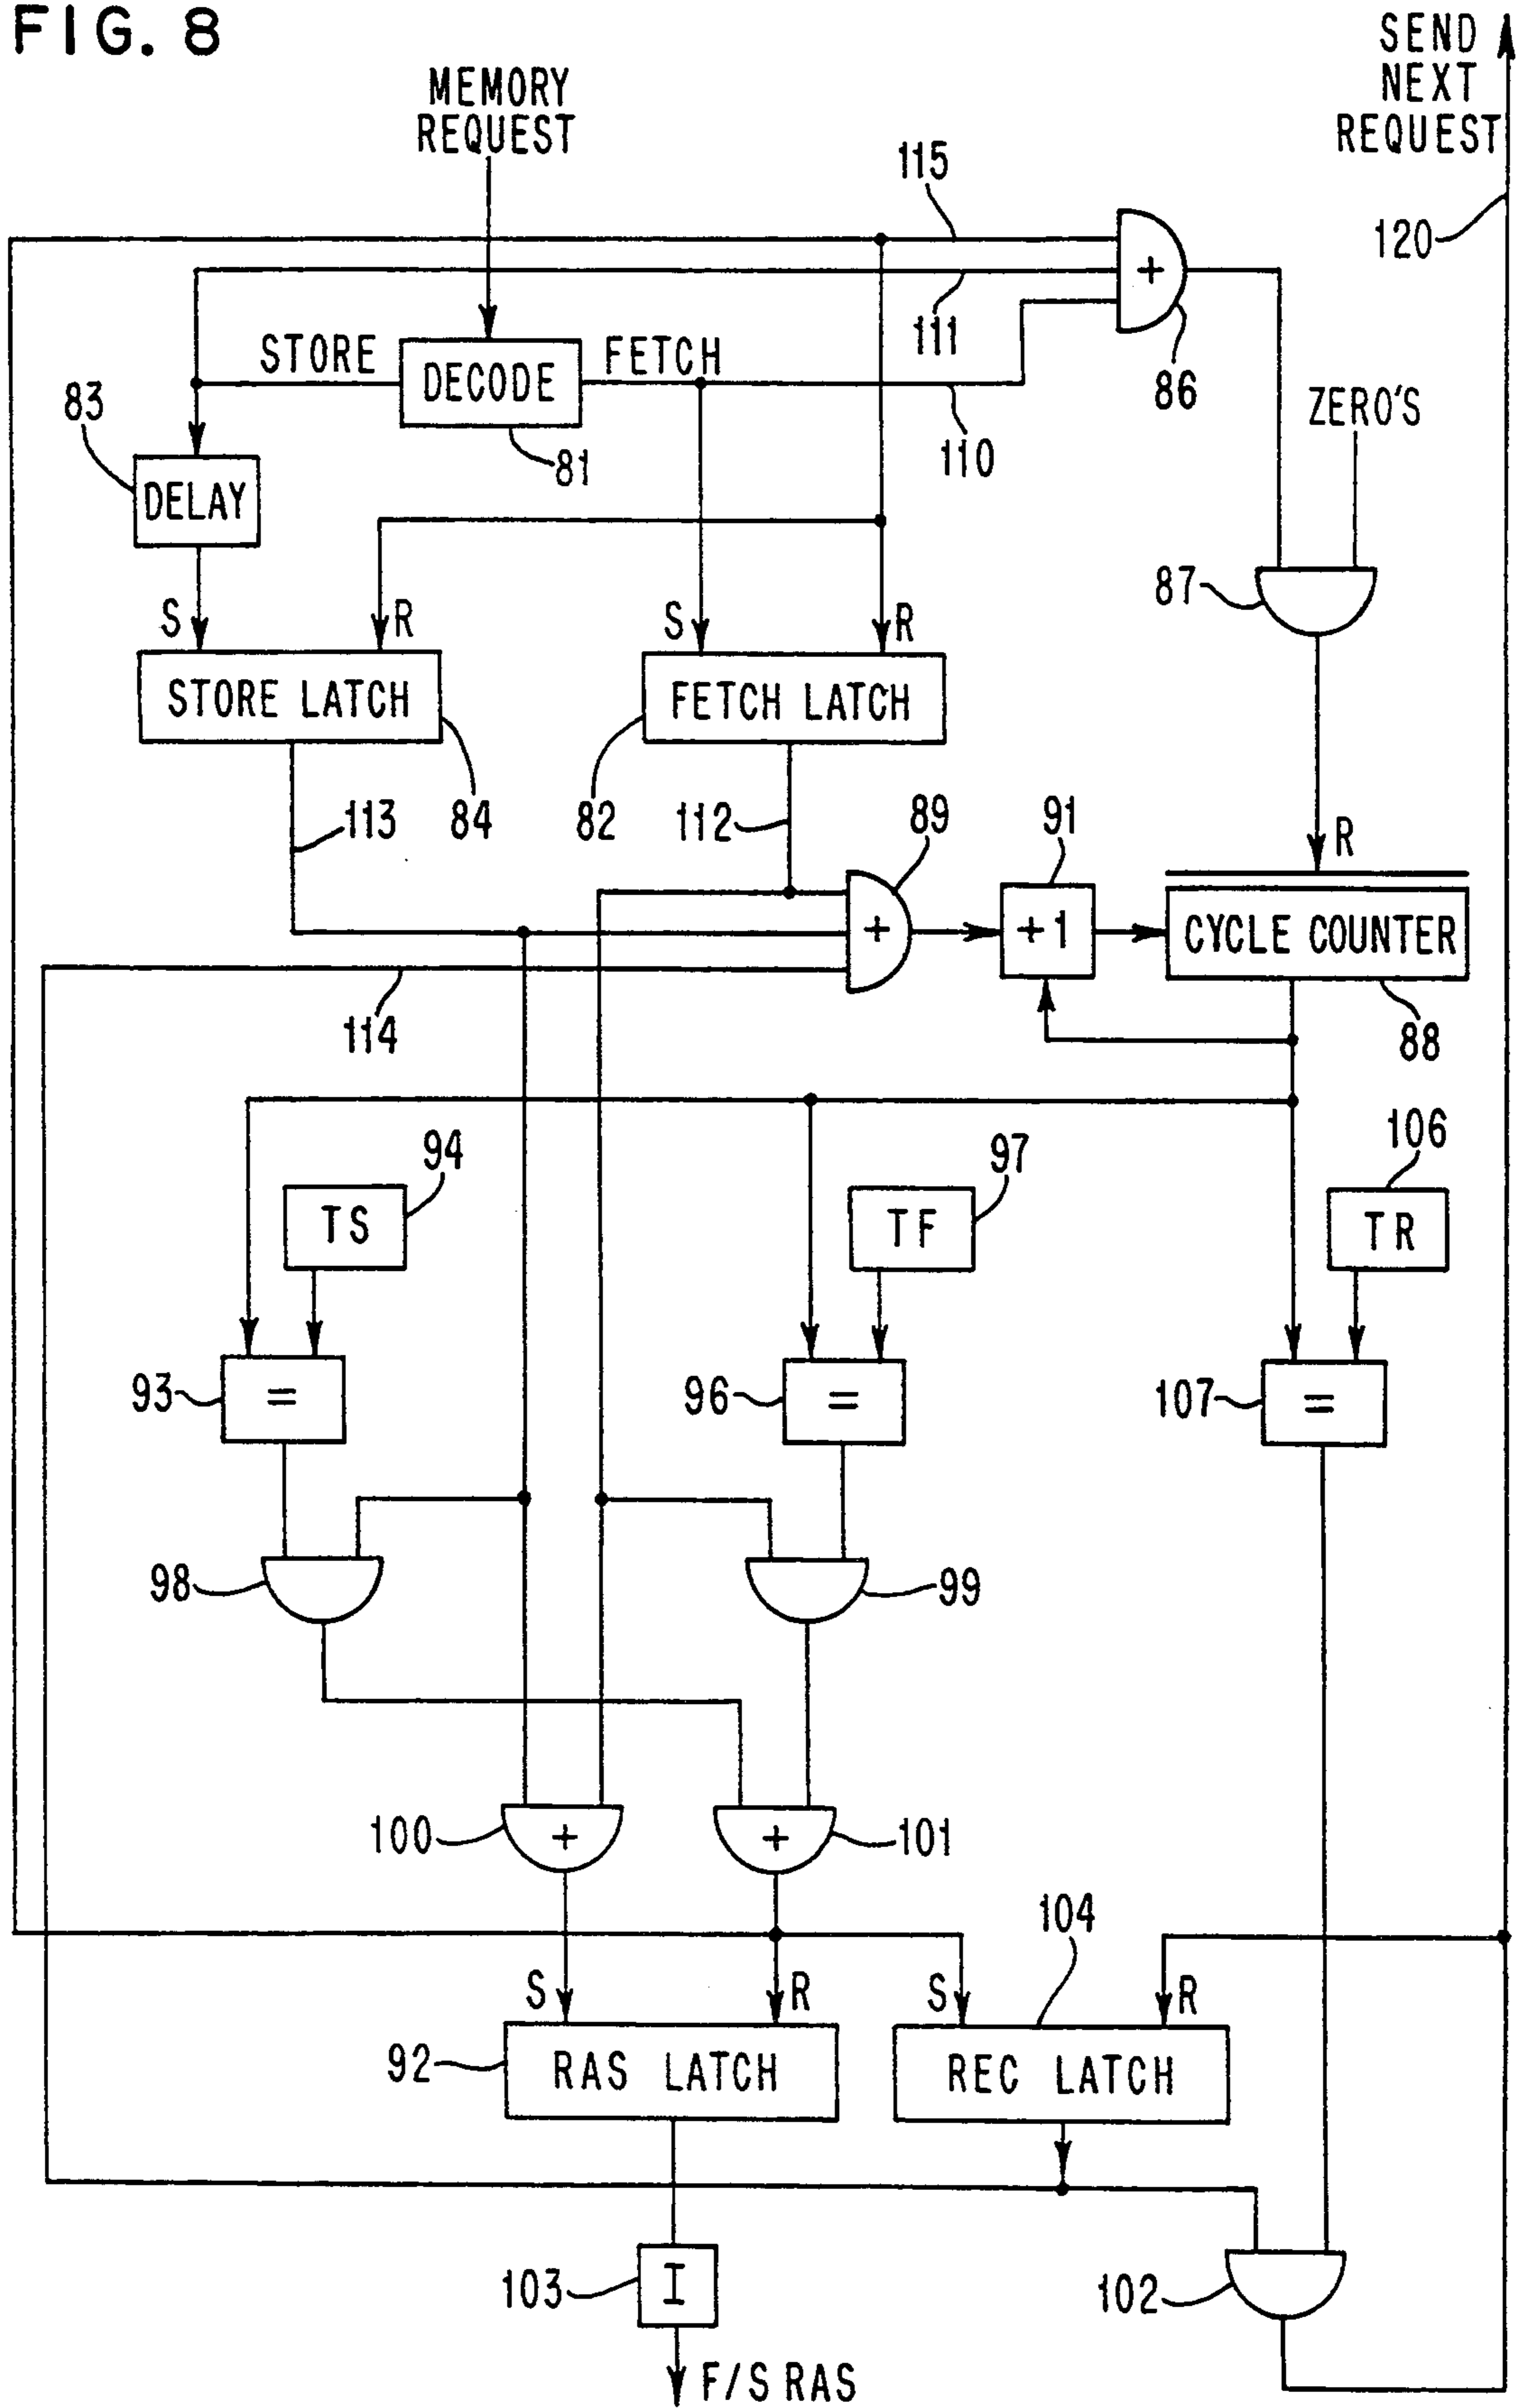 FIG. 8
SEND
NEXT
REQUEST
MEMORY
REQUEST
115
120
+
111
86
STORE
DECODE
FETCH
83
81
110
ZERO'S
DELAY
87
S
R
S
R
STORE LATCH
FETCH LATCH
113
84
82
112
89
91
R
+
+1
CYCLE COUNTER
114
88
94
97
106
TS
TF
TR
93
=
96
=
107
=
98
99
100
+
+
101
104
S
R
S
R
92
RAS LATCH
REC LATCH
103
I
102
F/S RAS